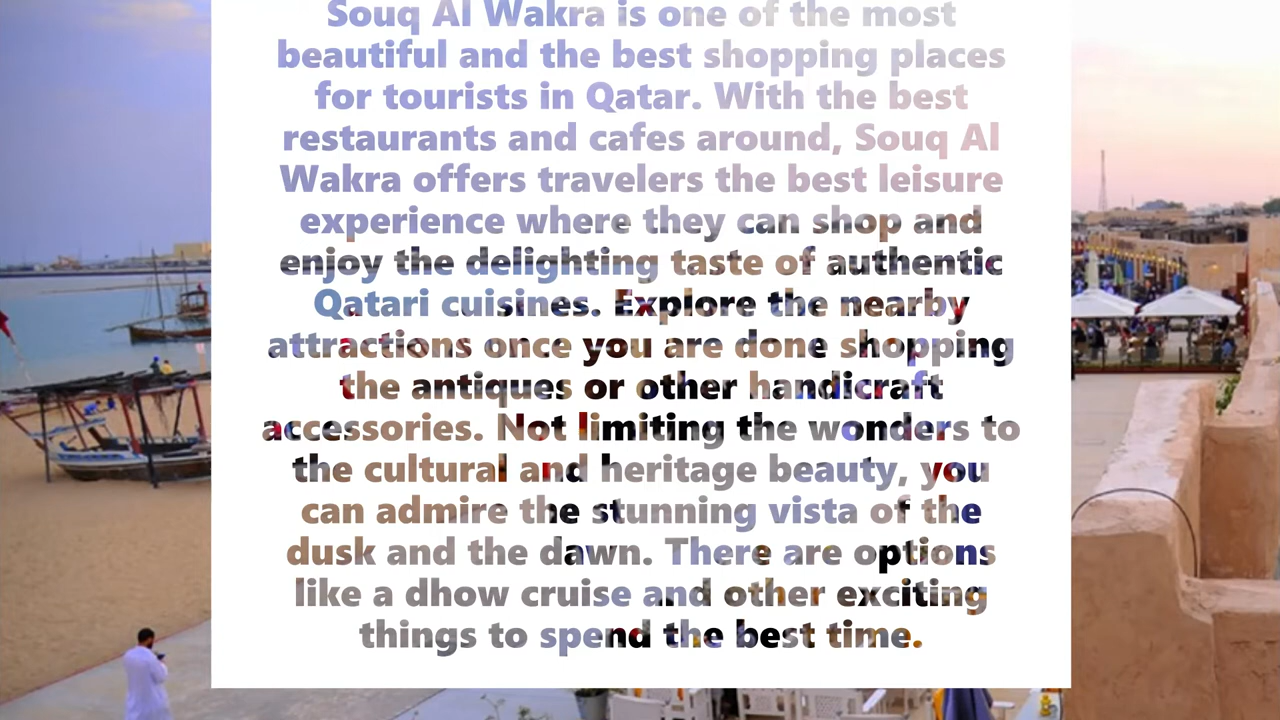 Souq Al Wakra is one of the most
beautiful and the best shopping places
for tourists in Qatar. With the best
restaurants and cafes around, Souq Al
Wakra offers travelers the best leisure
experience where they can shop and
enjoy the delighting taste of authentic
Qatari cuisines. Explore the nearby
attractions once you are done shopping
the antiques or other handicraft
accessories. Not limiting the wonders to
the cultural and heritage beauty, you
can admire the stunning vista of the
dusk and the dawn. There are options
like a dhow cruise and other exciting
things to spend the best time.